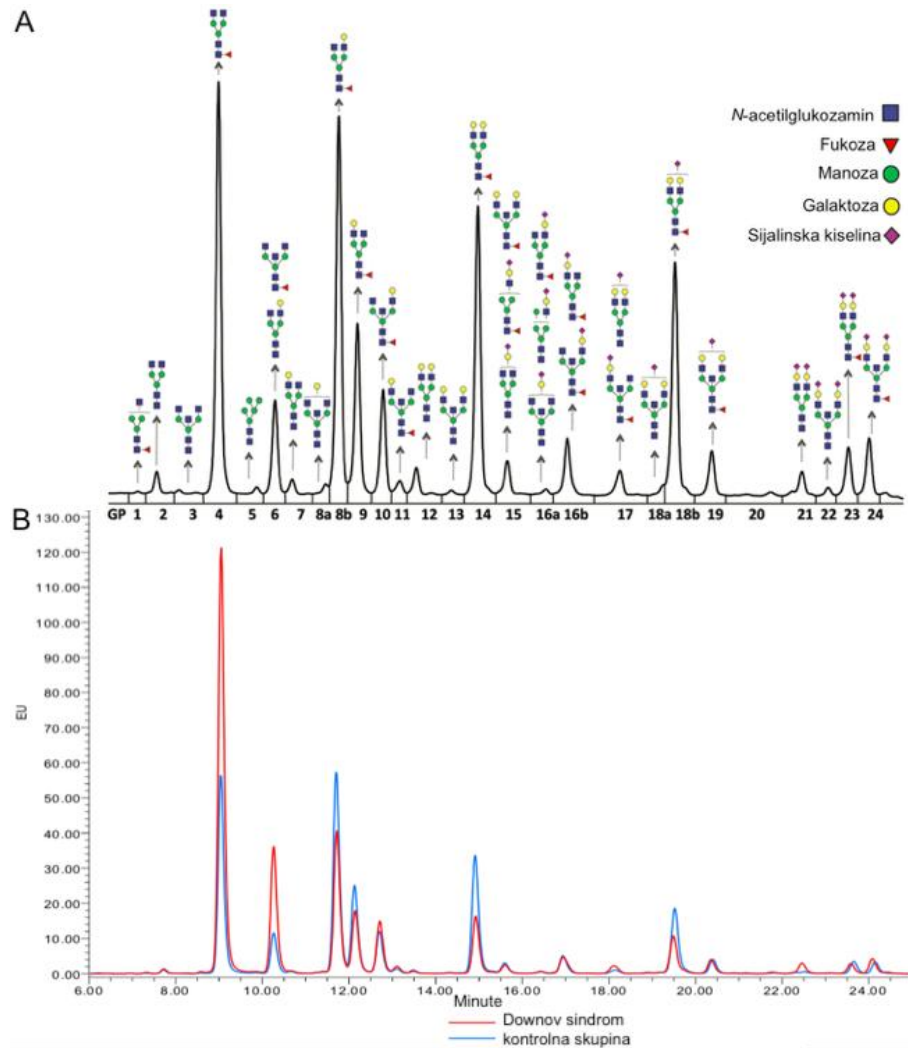 A
N-acetilglukozamin
Fukoza
Manoza
Galaktoza
Sijalinska kiselina
GP 1 2 3 4 5 6 7 8a 8b 9 10 11 12 13 14 15 16a 16b 17 18a 18b 19 20 21 22 23 24
B
130.00
120.00
110.00
100.00
90.00
80.00
70.00
60.00
50.00
40.00
30.00
20.00
10.00
0.00
EU
6.00 8.00 10.00 12.00 14.00 16.00 18.00 20.00 22.00 24.00
Minute
Downov sindrom
kontrolna skupina